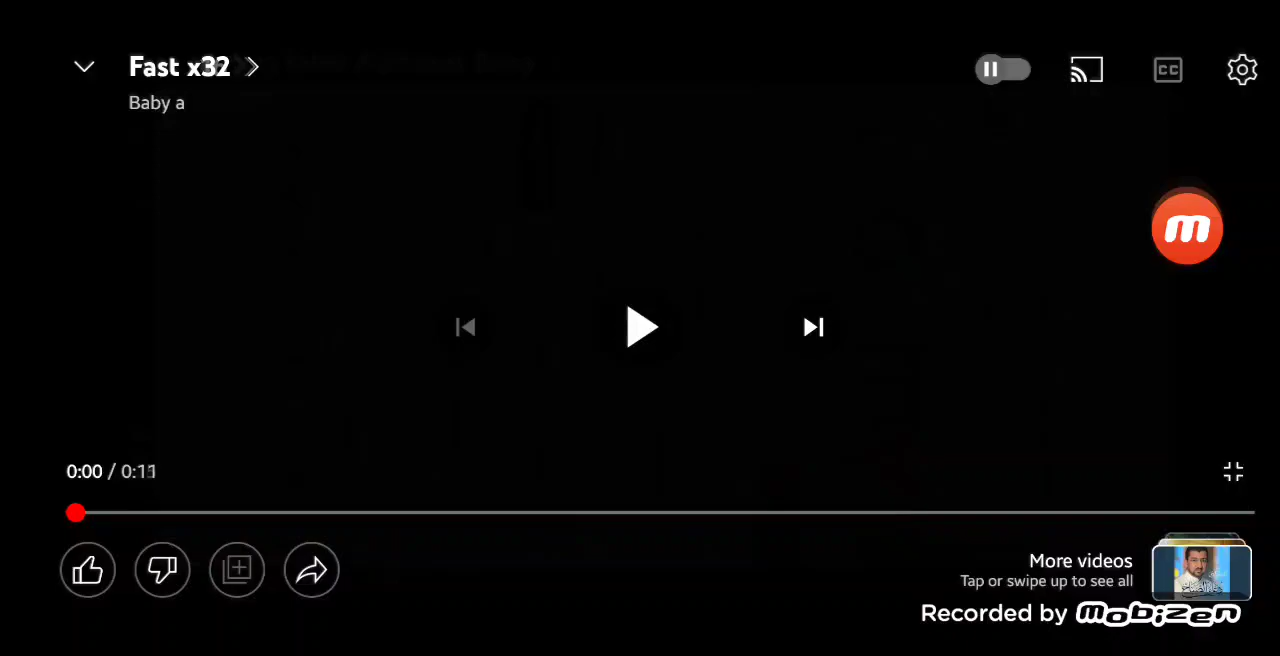 Fast x32
Baby a
CC
m
0:00 / 0:11
More videos
Tap or swipe up to see all
Recorded by mobizen